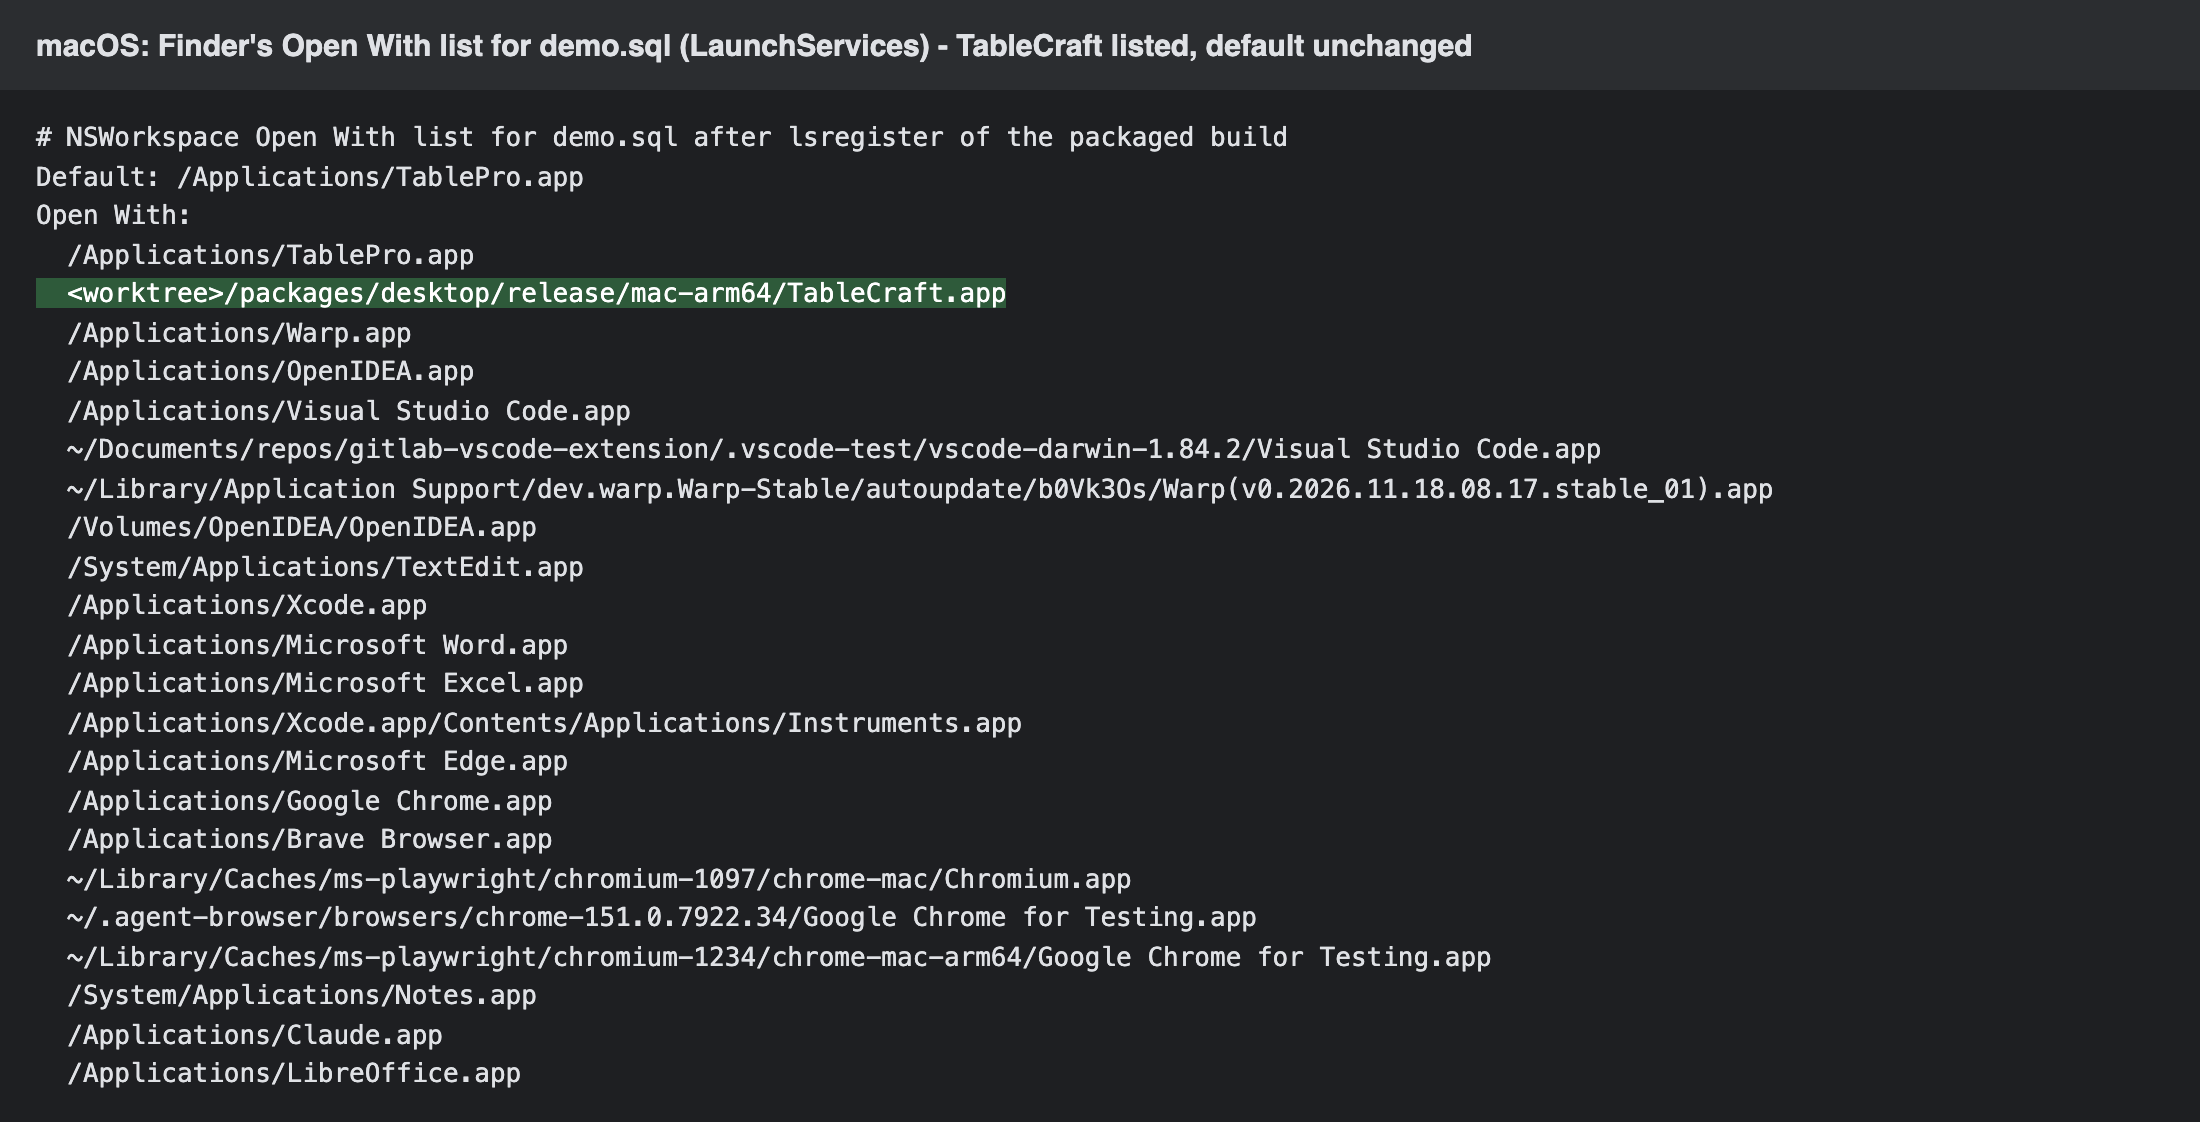 macOS: Finder's Open With list for demo.sql (LaunchServices) - TableCraft listed, default unchanged
# NSWorkspace Open With list for demo.sql after lsregister of the packaged build
Default: /Applications/TablePro.app
Open With:
/Applications/TablePro.app
<worktree>/packages/desktop/release/mac-arm64/TableCraft.app
/Applications/Warp.app
/Applications/OpenIDEA.app
/Applications/Visual Studio Code.app
~/Documents/repos/gitlab-vscode-extension/.vscode-test/vscode-darwin-1.84.2/Visual Studio Code.app
~/Library/Application Support/dev.warp.Warp-Stable/autoupdate/b0Vk3Os/Warp(v0.2026.11.18.08.17.stable_01).app
/Volumes/OpenIDEA/OpenIDEA.app
/System/Applications/TextEdit.app
/Applications/Xcode.app
/Applications/Microsoft Word.app
/Applications/Microsoft Excel.app
/Applications/Xcode.app/Contents/Applications/Instruments.app
/Applications/Microsoft Edge.app
/Applications/Google Chrome.app
/Applications/Brave Browser.app
~/Library/Caches/ms-playwright/chromium-1097/chrome-mac/Chromium.app
~/.agent-browser/browsers/chrome-151.0.7922.34/Google Chrome for Testing.app
~/Library/Caches/ms-playwright/chromium-1234/chrome-mac-arm64/Google Chrome for Testing.app
/System/Applications/Notes.app
/Applications/Claude.app
/Applications/LibreOffice.app